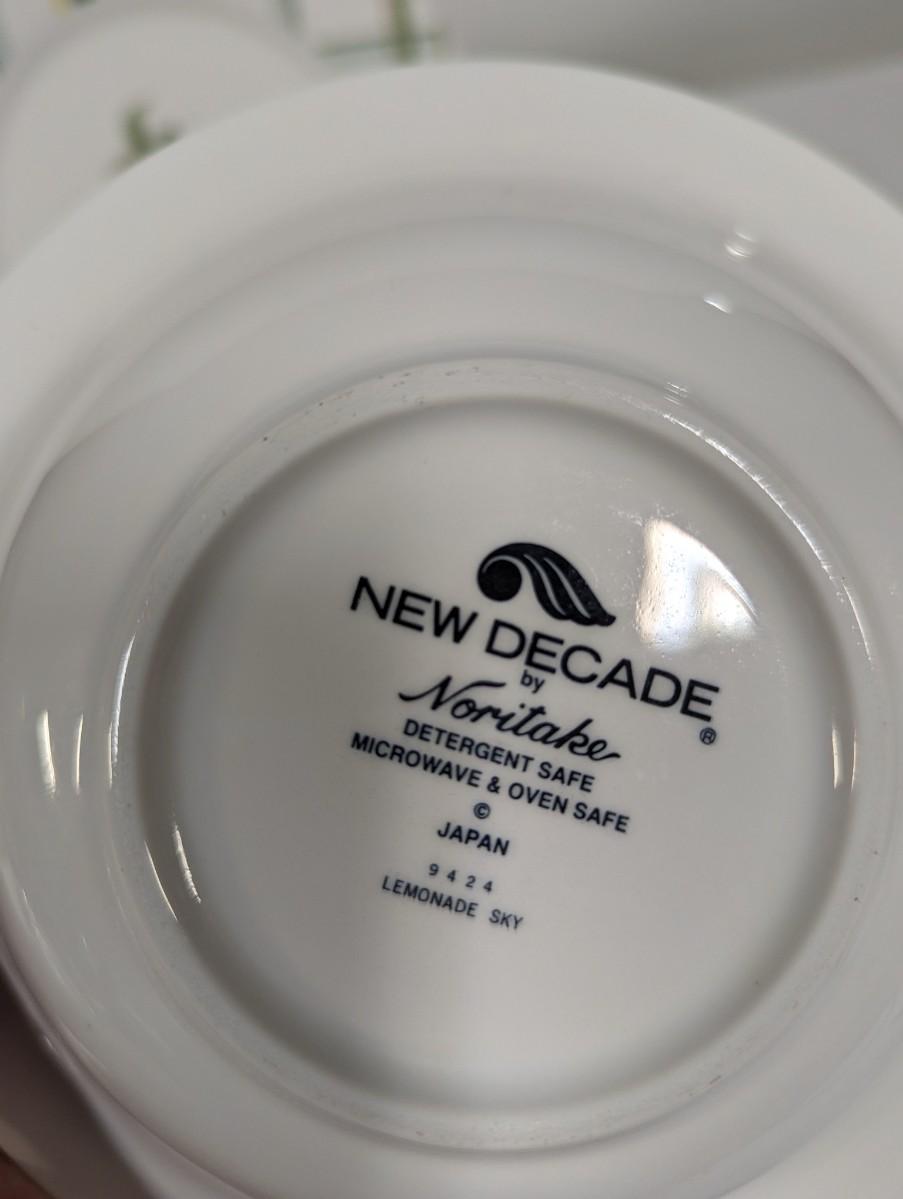 NEW DECADE ®
by
Noritake
DETERGENT SAFE
MICROWAVE & OVEN SAFE
©
JAPAN
9424
LEMONADE SKY